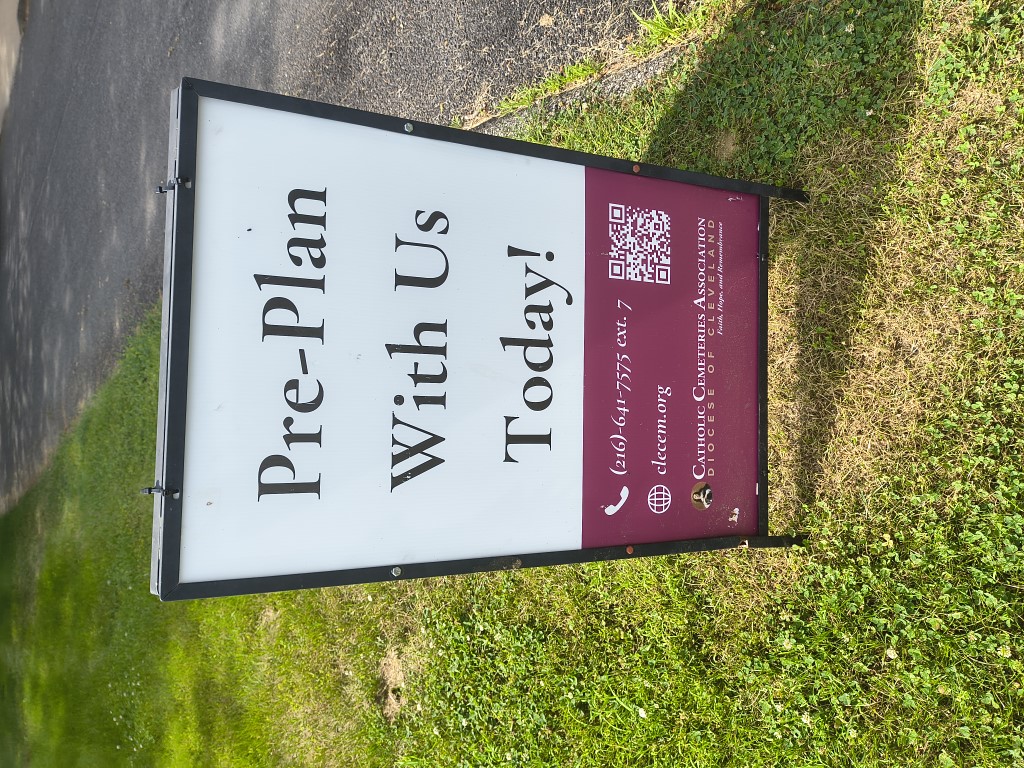 Pre-Plan
With Us
Today!
(216)-641-7575 ext. 7
clecem.org
Catholic Cemeteries Association
DIOCESE OF CLEVELAND
Faith, Hope, and Remembrance